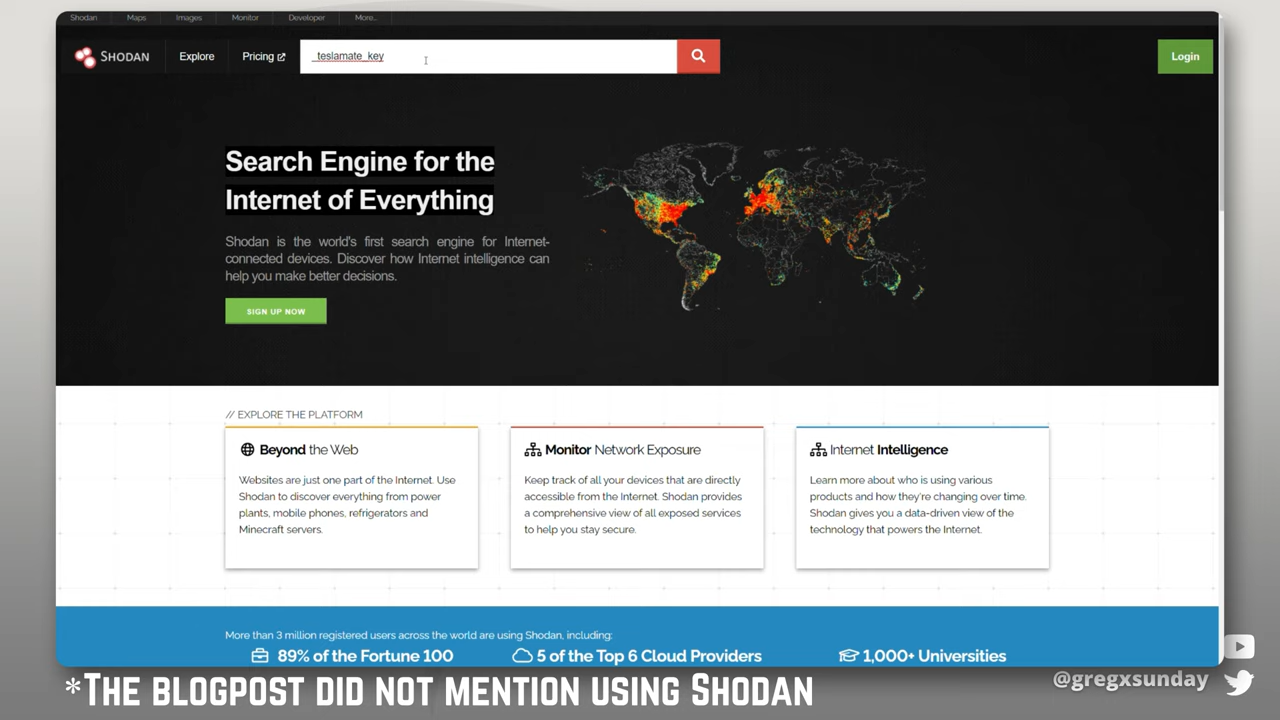 Shodan Maps Images Monitor Developer More...
SHODAN Explore Pricing _teslamate_key Login
Search Engine for the
Internet of Everything
Shodan is the world's first search engine for Internet-
connected devices. Discover how Internet intelligence can
help you make better decisions.
SIGN UP NOW
// EXPLORE THE PLATFORM
Beyond the Web
Websites are just one part of the Internet. Use
Shodan to discover everything from power
plants, mobile phones, refrigerators and
Minecraft servers.
Monitor Network Exposure
Keep track of all your devices that are directly
accessible from the Internet. Shodan provides
a comprehensive view of all exposed services
to help you stay secure.
Internet Intelligence
Learn more about who is using various
products and how they're changing over time.
Shodan gives you a data-driven view of the
technology that powers the Internet.
More than 3 million registered users across the world are using Shodan, including:
89% of the Fortune 100
5 of the Top 6 Cloud Providers
1,000+ Universities
*The blogpost did not mention using Shodan
@gregxsunday